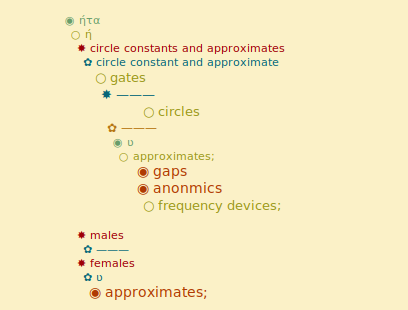 ◉ ήτα
○ ή
✸ circle constants and approximates
✿ circle constant and approximate
○ gates
✸ ———
○ circles
✿ ———
◉ υ
○ approximates;
◉ gaps
◉ anonmics
○ frequency devices;
✸ males
✿ ———
✸ females
✿ υ
◉ approximates;